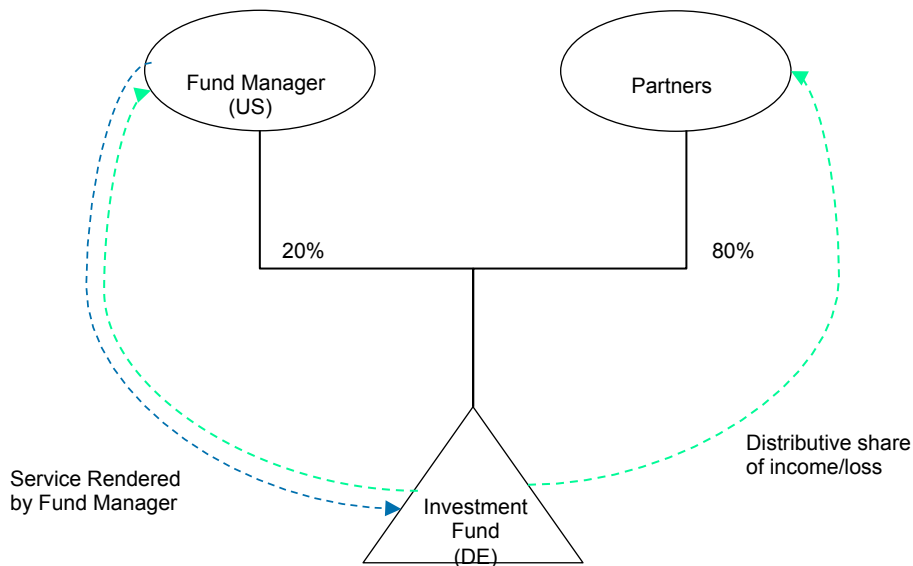 Fund Manager
(US)
Partners
20%
80%
Distributive share
of income/loss
Service Rendered
by Fund Manager
Investment
Fund
(DE)